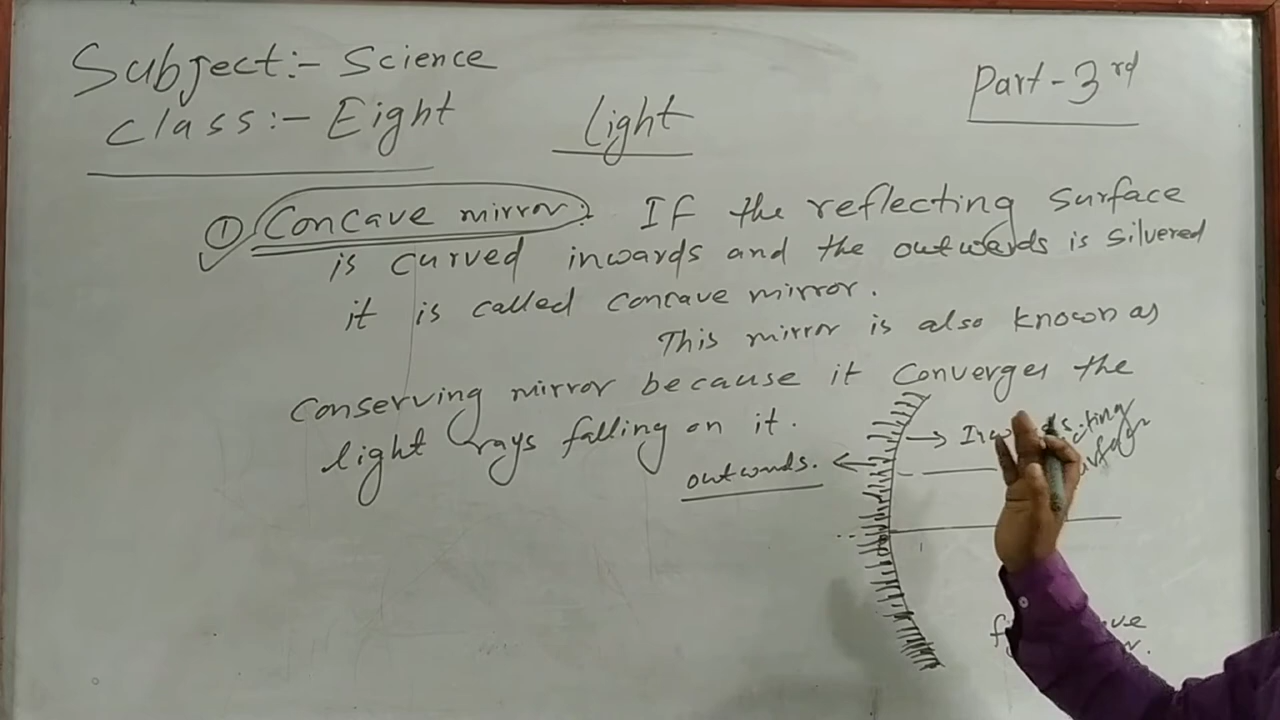 Subject:- Science
Class:- Eight
Part-3rd
Light
① Concave mirror: If the reflecting surface
is curved inwards and the outwards is silvered
it is called concave mirror.
This mirror is also known as
Conserving mirror because it Converges the
light rays falling on it.
outwards.